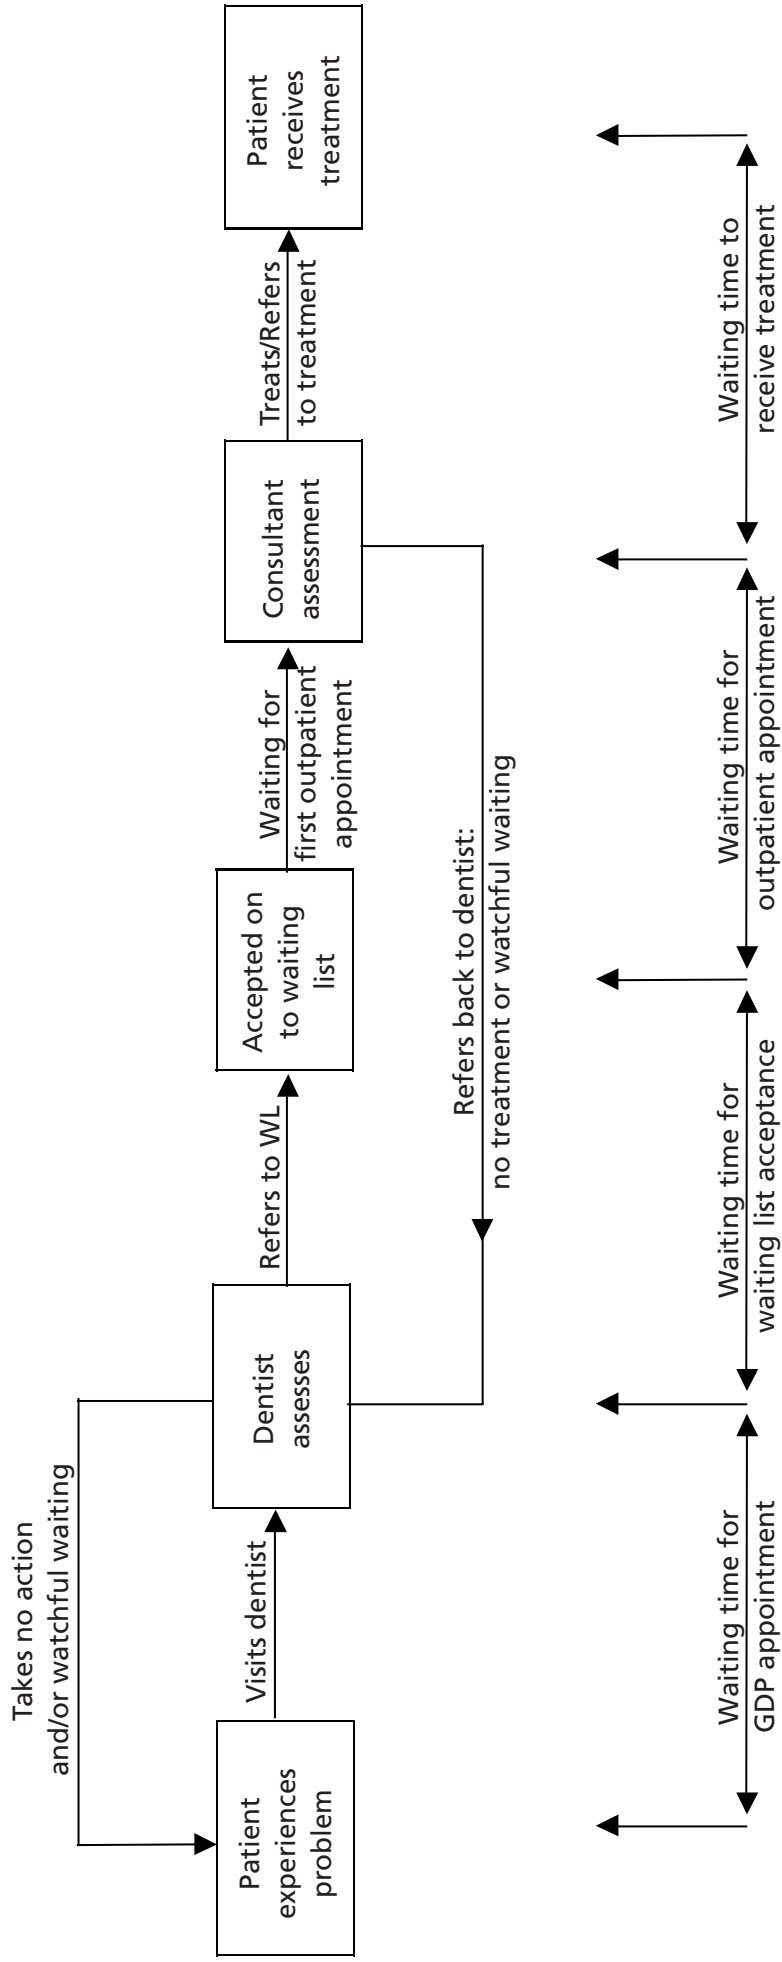 Takes no action
and/or watchful waiting
Patient
experiences
problem
Visits dentist
Dentist
assesses
Refers to WL
Accepted on
to waiting
list
Waiting for
first outpatient
appointment
Consultant
assessment
Treats/Refers
to treatment
Patient
receives
treatment
Refers back to dentist:
no treatment or watchful waiting
Waiting time for
GDP appointment
Waiting time for
waiting list acceptance
Waiting time for
outpatient appointment
Waiting time to
receive treatment